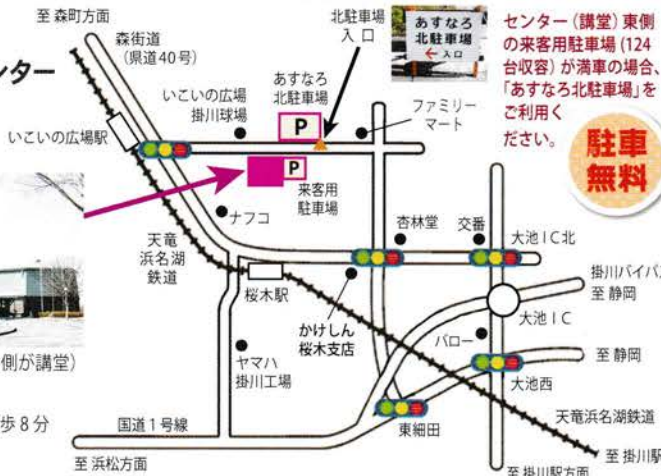 至 森町方面
森街道
（県道40号）
ンター
北駐車場
入 口
あすなろ
北駐車場
← 入口
センター（講堂）東側
の来客用駐車場（124
台収容）が満車の場合、
「あすなろ北駐車場」を
ご利用く
ださい。
駐車
無料
あすなろ
北駐車場
いこいの広場
掛川球場
ファミリー
マート
いこいの広場駅
P
P
来客用
駐車場
ナフコ
杏林堂
交番
大池IC北
天竜
浜名湖
鉄道
桜木駅
掛川バイパス
至 静岡
かけしん
桜木支店
大池IC
バロー
ヤマハ
掛川工場
至 静岡
側が講堂）
大池西
歩8分
国道1号線
東細田
天竜浜名湖鉄道
至 浜松方面
至 掛川駅
至 掛川駅方面